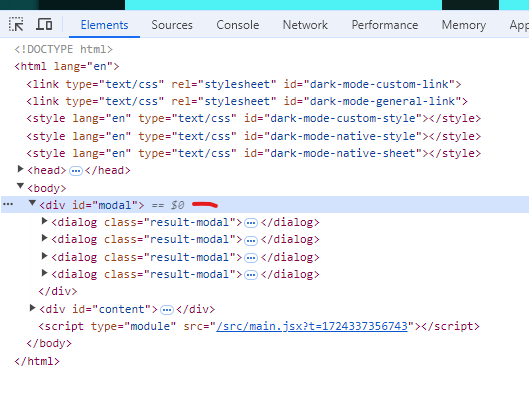 Elements Sources Console Network Performance Memory Ap
<!DOCTYPE html>
<html lang="en">
<link type="text/css" rel="stylesheet" id="dark-mode-custom-link">
<link type="text/css" rel="stylesheet" id="dark-mode-general-link">
<style lang="en" type="text/css" id="dark-mode-custom-style"></style>
<style lang="en" type="text/css" id="dark-mode-native-style"></style>
<style lang="en" type="text/css" id="dark-mode-native-sheet"></style>
<head>…</head>
<body>
… <div id="modal"> == $0
<dialog class="result-modal">…</dialog>
<dialog class="result-modal">…</dialog>
<dialog class="result-modal">…</dialog>
<dialog class="result-modal">…</dialog>
</div>
<div id="content">…</div>
<script type="module" src="/src/main.jsx?t=1724337356743"></script>
</body>
</html>